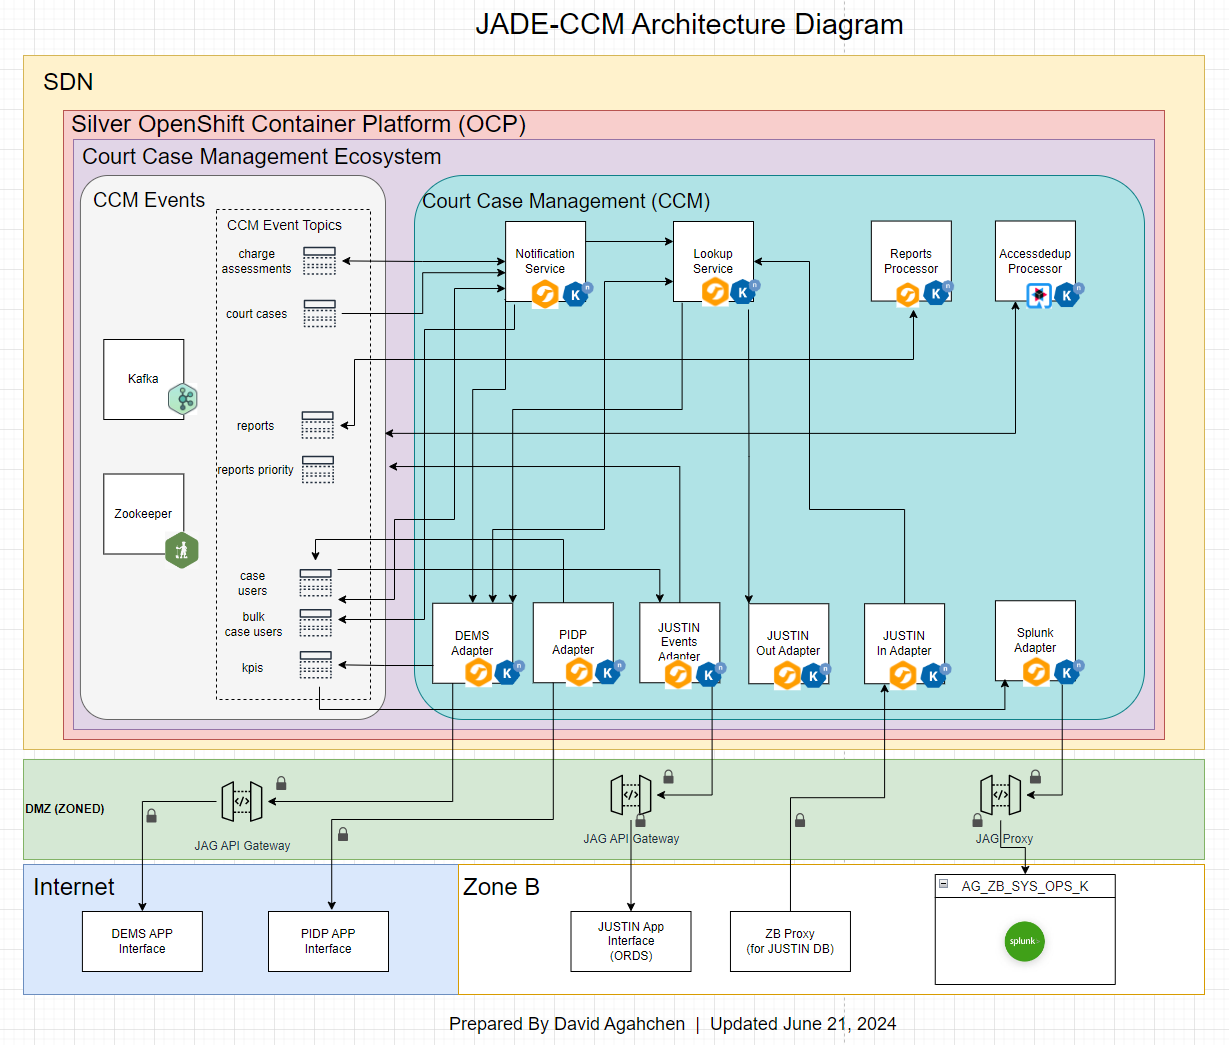 JADE-CCM Architecture Diagram
SDN
Silver OpenShift Container Platform (OCP)
Court Case Management Ecosystem
CCM Events
CCM Event Topics
charge
assessments
court cases
reports
reports priority
case
users
bulk
case users
kpis
Kafka
Zookeeper
Court Case Management (CCM)
Notification
Service
K
n
Lookup
Service
K
n
Reports
Processor
K
n
Accessdedup
Processor
K
n
DEMS
Adapter
K
n
PIDP
Adapter
K
n
JUSTIN
Events
Adapter
K
n
JUSTIN
Out Adapter
K
n
JUSTIN
In Adapter
K
n
Splunk
Adapter
K
n
DMZ (ZONED)
</>
JAG API Gateway
</>
JAG API Gateway
</>
JAG Proxy
Internet
DEMS APP
Interface
PIDP APP
Interface
Zone B
JUSTIN App
Interface
(ORDS)
ZB Proxy
(for JUSTIN DB)
AG_ZB_SYS_OPS_K
splunk>
Prepared By David Agahchen | Updated June 21, 2024